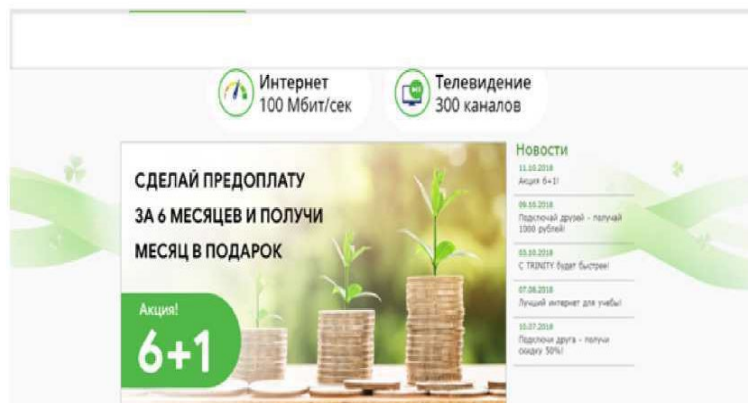 Интернет
100 Мбит/сек
Телевидение
300 каналов
СДЕЛАЙ ПРЕДОПЛАТУ
ЗА 6 МЕСЯЦЕВ И ПОЛУЧИ
МЕСЯЦ В ПОДАРОК
Акция!
6+1
Новости
11.10.2018
Акция 6+1!
09.10.2018
Подключай друзей - получай
1000 рублей!
03.10.2018
С TRINITY будет быстрее!
07.08.2018
Лучший интернет для учебы!
10.07.2018
Подключи друга - получи
скидку 50%!